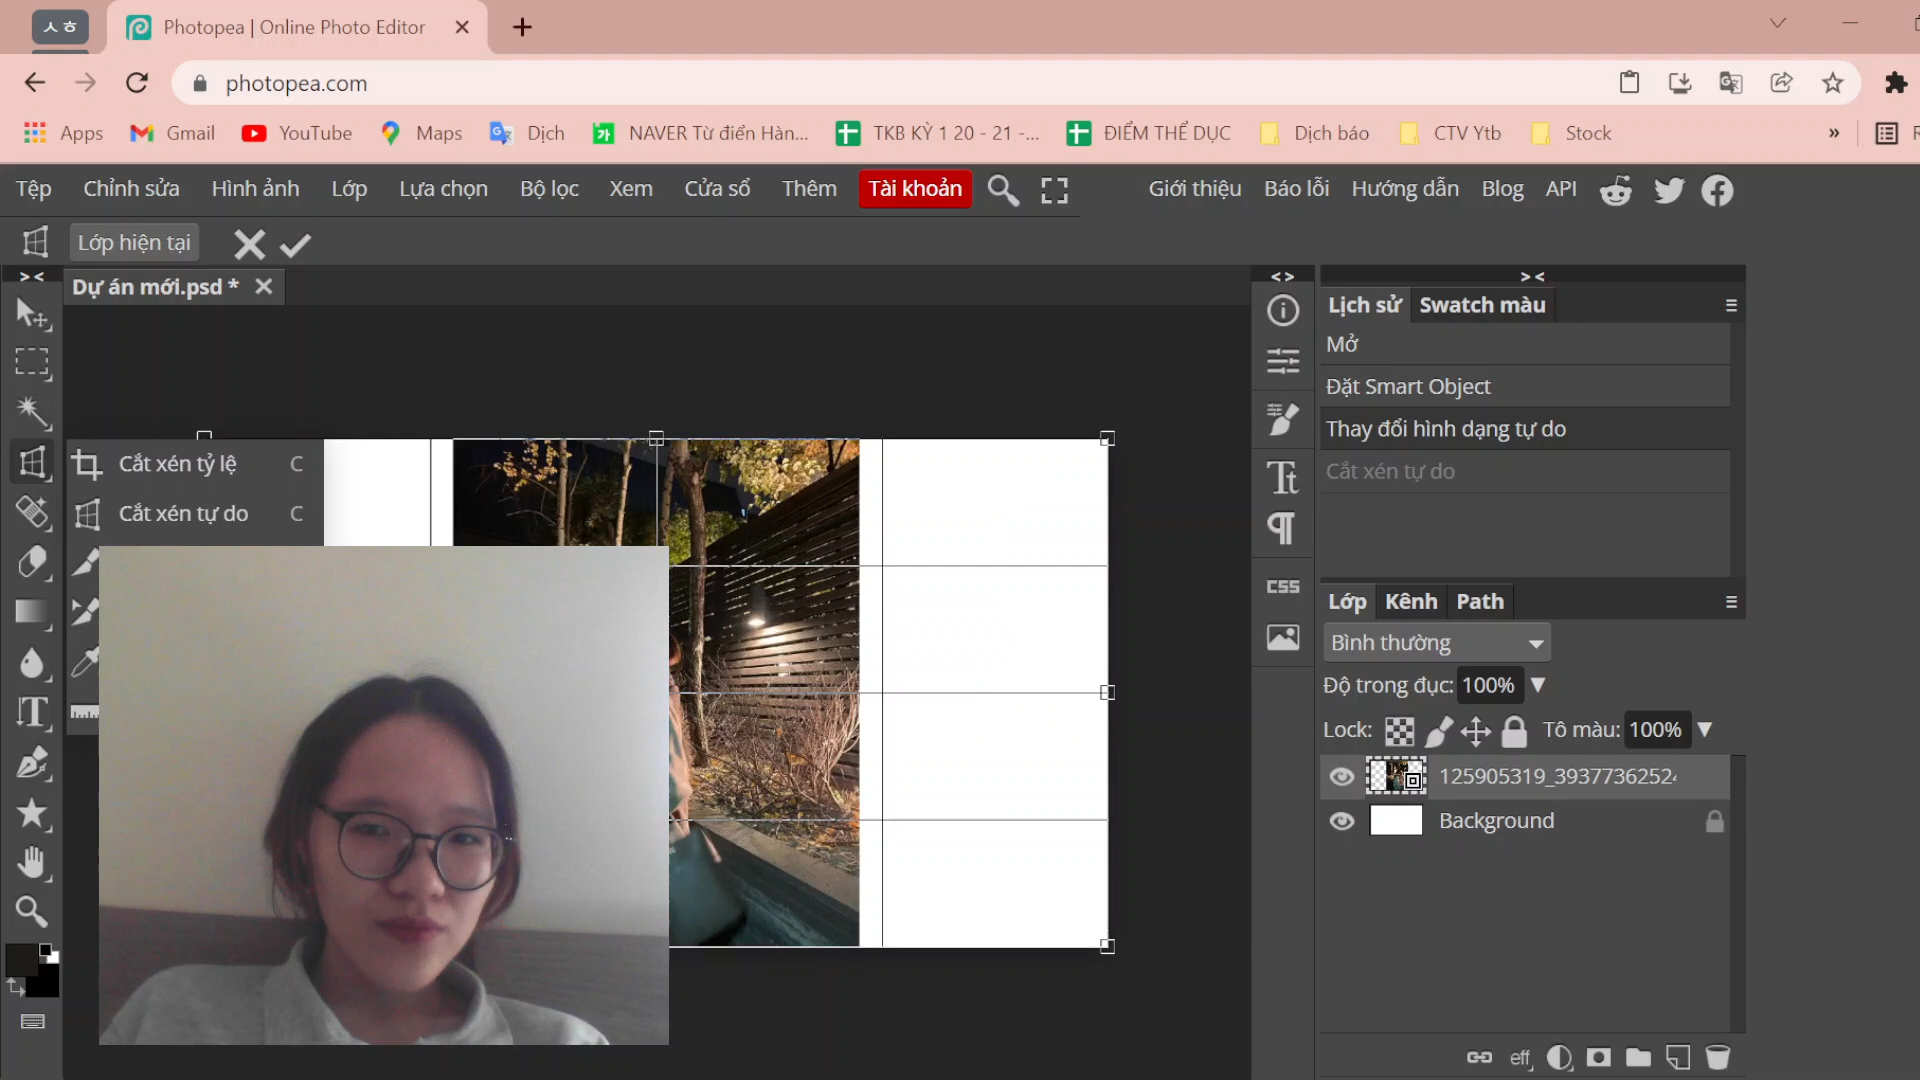 ㅅㅎ
Photopea | Online Photo Editor
photopea.com
Apps Gmail YouTube Maps Dịch NAVER Từ điển Hàn... TKB KỲ 1 20 - 21 -... ĐIỂM THỂ DỤC Dịch báo CTV Ytb Stock »
Tệp Chỉnh sửa Hình ảnh Lớp Lựa chọn Bộ lọc Xem Cửa sổ Thêm Tài khoản Giới thiệu Báo lỗi Hướng dẫn Blog API
Lớp hiện tại
Dự án mới.psd *
Lịch sử Swatch màu
Mở
Đặt Smart Object
Thay đổi hình dạng tự do
Cắt xén tự do
Cắt xén tỷ lệ C
Cắt xén tự do C
CSS
Lớp Kênh Path
Bình thường
Độ trong đục: 100%
Lock: Tô màu: 100%
125905319_3937736252
Background
eff